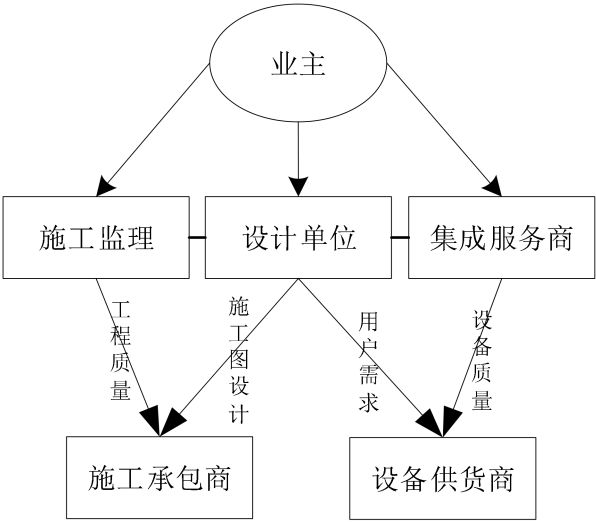 业主
施工监理
设计单位
集成服务商
工程质量
施工图设计
用户需求
设备质量
施工承包商
设备供货商